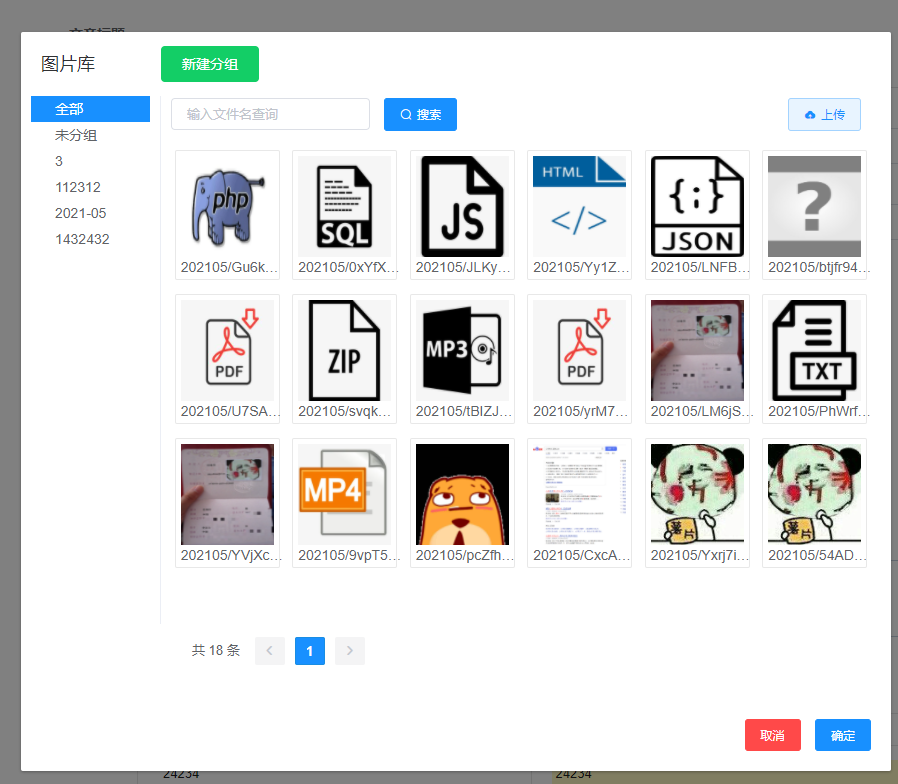 图片库
新建分组
全部
未分组
3
112312
2021-05
1432432
输入文件名查询
搜索
上传
php
SQL
JS
HTML
</>
{;}
JSON
?
202105/Gu6k...
202105/0xYfX...
202105/JLKy...
202105/Yy1Z...
202105/LNFB...
202105/btjfr94...
PDF
ZIP
MP3
PDF
TXT
202105/U7SA...
202105/svqk...
202105/tBIZJ...
202105/yrM7...
202105/LM6jS...
202105/PhWrf...
MP4
薯片
薯片
202105/YVjXc...
202105/9vpT5...
202105/pcZfh...
202105/CxcA...
202105/Yxrj7i...
202105/54AD...
共 18 条
1
取消
确定
24234
24234